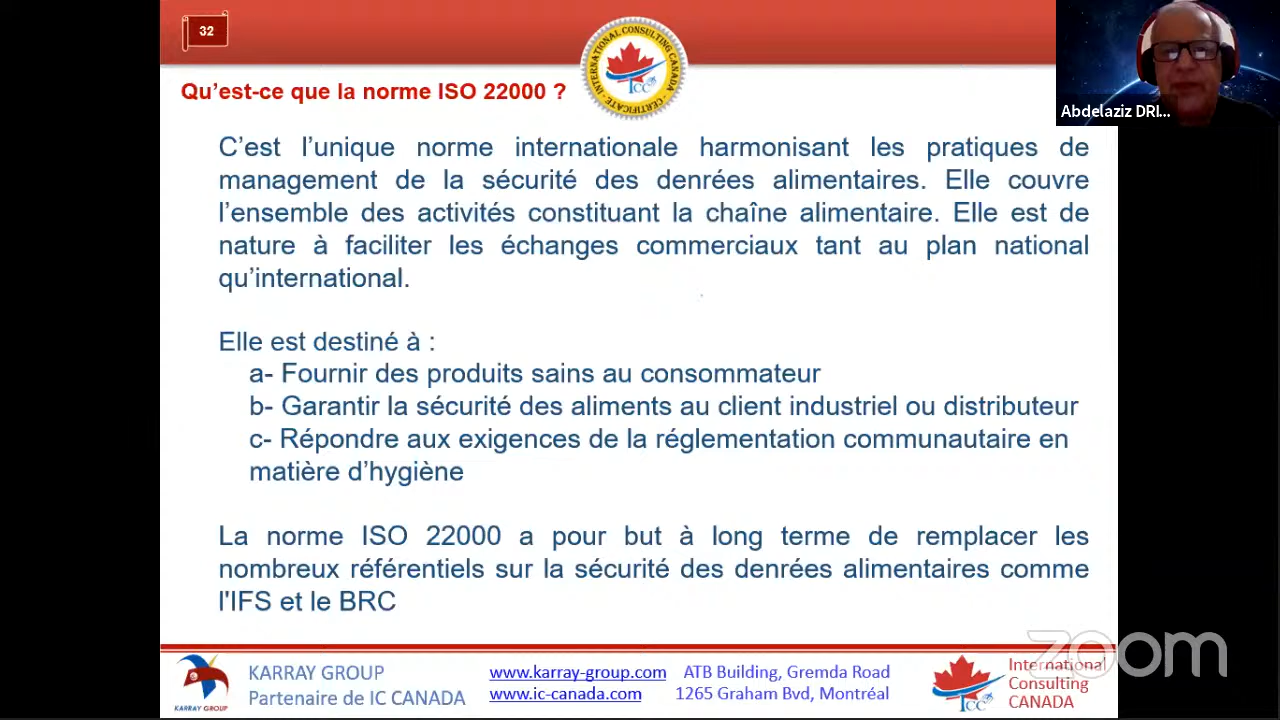 32
INTERNATIONAL CONSULTING CANADA
CERTIFICATE
ICC
Qu’est-ce que la norme ISO 22000 ?
Abdelaziz DRI...
C’est l’unique norme internationale harmonisant les pratiques de
management de la sécurité des denrées alimentaires. Elle couvre
l’ensemble des activités constituant la chaîne alimentaire. Elle est de
nature à faciliter les échanges commerciaux tant au plan national
qu’international.
Elle est destiné à :
a- Fournir des produits sains au consommateur
b- Garantir la sécurité des aliments au client industriel ou distributeur
c- Répondre aux exigences de la réglementation communautaire en
matière d’hygiène
La norme ISO 22000 a pour but à long terme de remplacer les
nombreux référentiels sur la sécurité des denrées alimentaires comme
l'IFS et le BRC
zoom
KARRAY GROUP
KARRAY GROUP
Partenaire de IC CANADA
www.karray-group.com ATB Building, Gremda Road
www.ic-canada.com 1265 Graham Bvd, Montréal
ICC
International
Consulting
CANADA